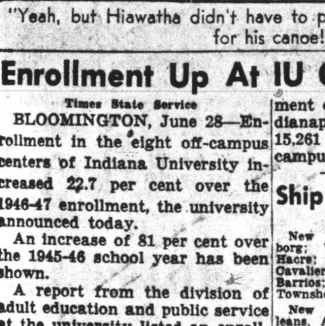 "Yeah, but Hiawatha didn't have to p
for his canoe!
Enrollment Up At IU
Times State Service
BLOOMINGTON, June 28—En-
rollment in the eight off-campus
centers of Indiana University in-
creased 22.7 per cent over the
1946-47 enrollment, the university
announced today.
An increase of 81 per cent over
the 1945-46 school year has been
shown.
A report from the division of
adult education and public service
at the university listed an
ment
dianap
15,261
campu
Ship
New
borg;
Hacre;
Cavalier
Barrios;
Townsh
New
leans,